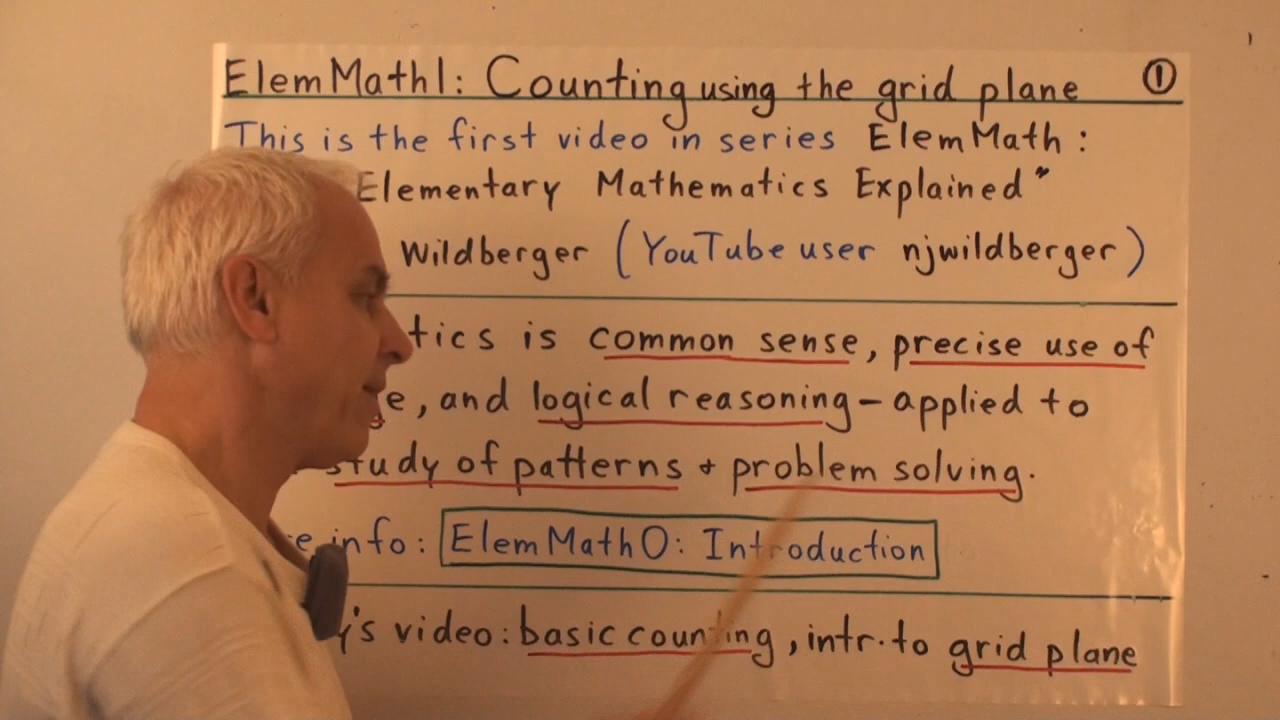 ElemMath1: Counting using the grid plane ①
This is the first video in series ElemMath:
Elementary Mathematics Explained"
Wildberger (YouTube user njwildberger)
tics is common sense, precise use of
e, and logical reasoning – applied to
study of patterns + problem solving.
e info: ElemMath0: Introduction
y's video: basic counting, intr. to grid plane